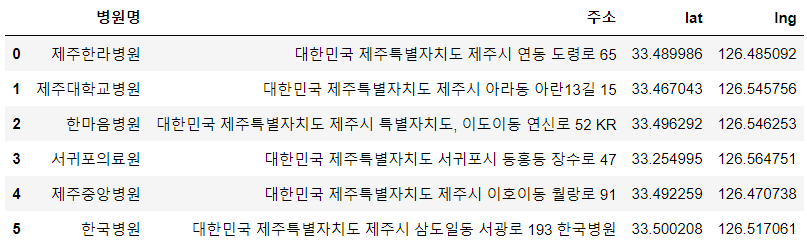 병원명 주소 lat lng
0 제주한라병원 대한민국 제주특별자치도 제주시 연동 도령로 65 33.489986 126.485092
1 제주대학교병원 대한민국 제주특별자치도 제주시 아라동 아란13길 15 33.467043 126.545756
2 한마음병원 대한민국 제주특별자치도 제주시 특별자치도, 이도이동 연신로 52 KR 33.496292 126.546253
3 서귀포의료원 대한민국 제주특별자치도 서귀포시 동홍동 장수로 47 33.254995 126.564751
4 제주중앙병원 대한민국 제주특별자치도 제주시 이호이동 월랑로 91 33.492259 126.470738
5 한국병원 대한민국 제주특별자치도 제주시 삼도일동 서광로 193 한국병원 33.500208 126.517061